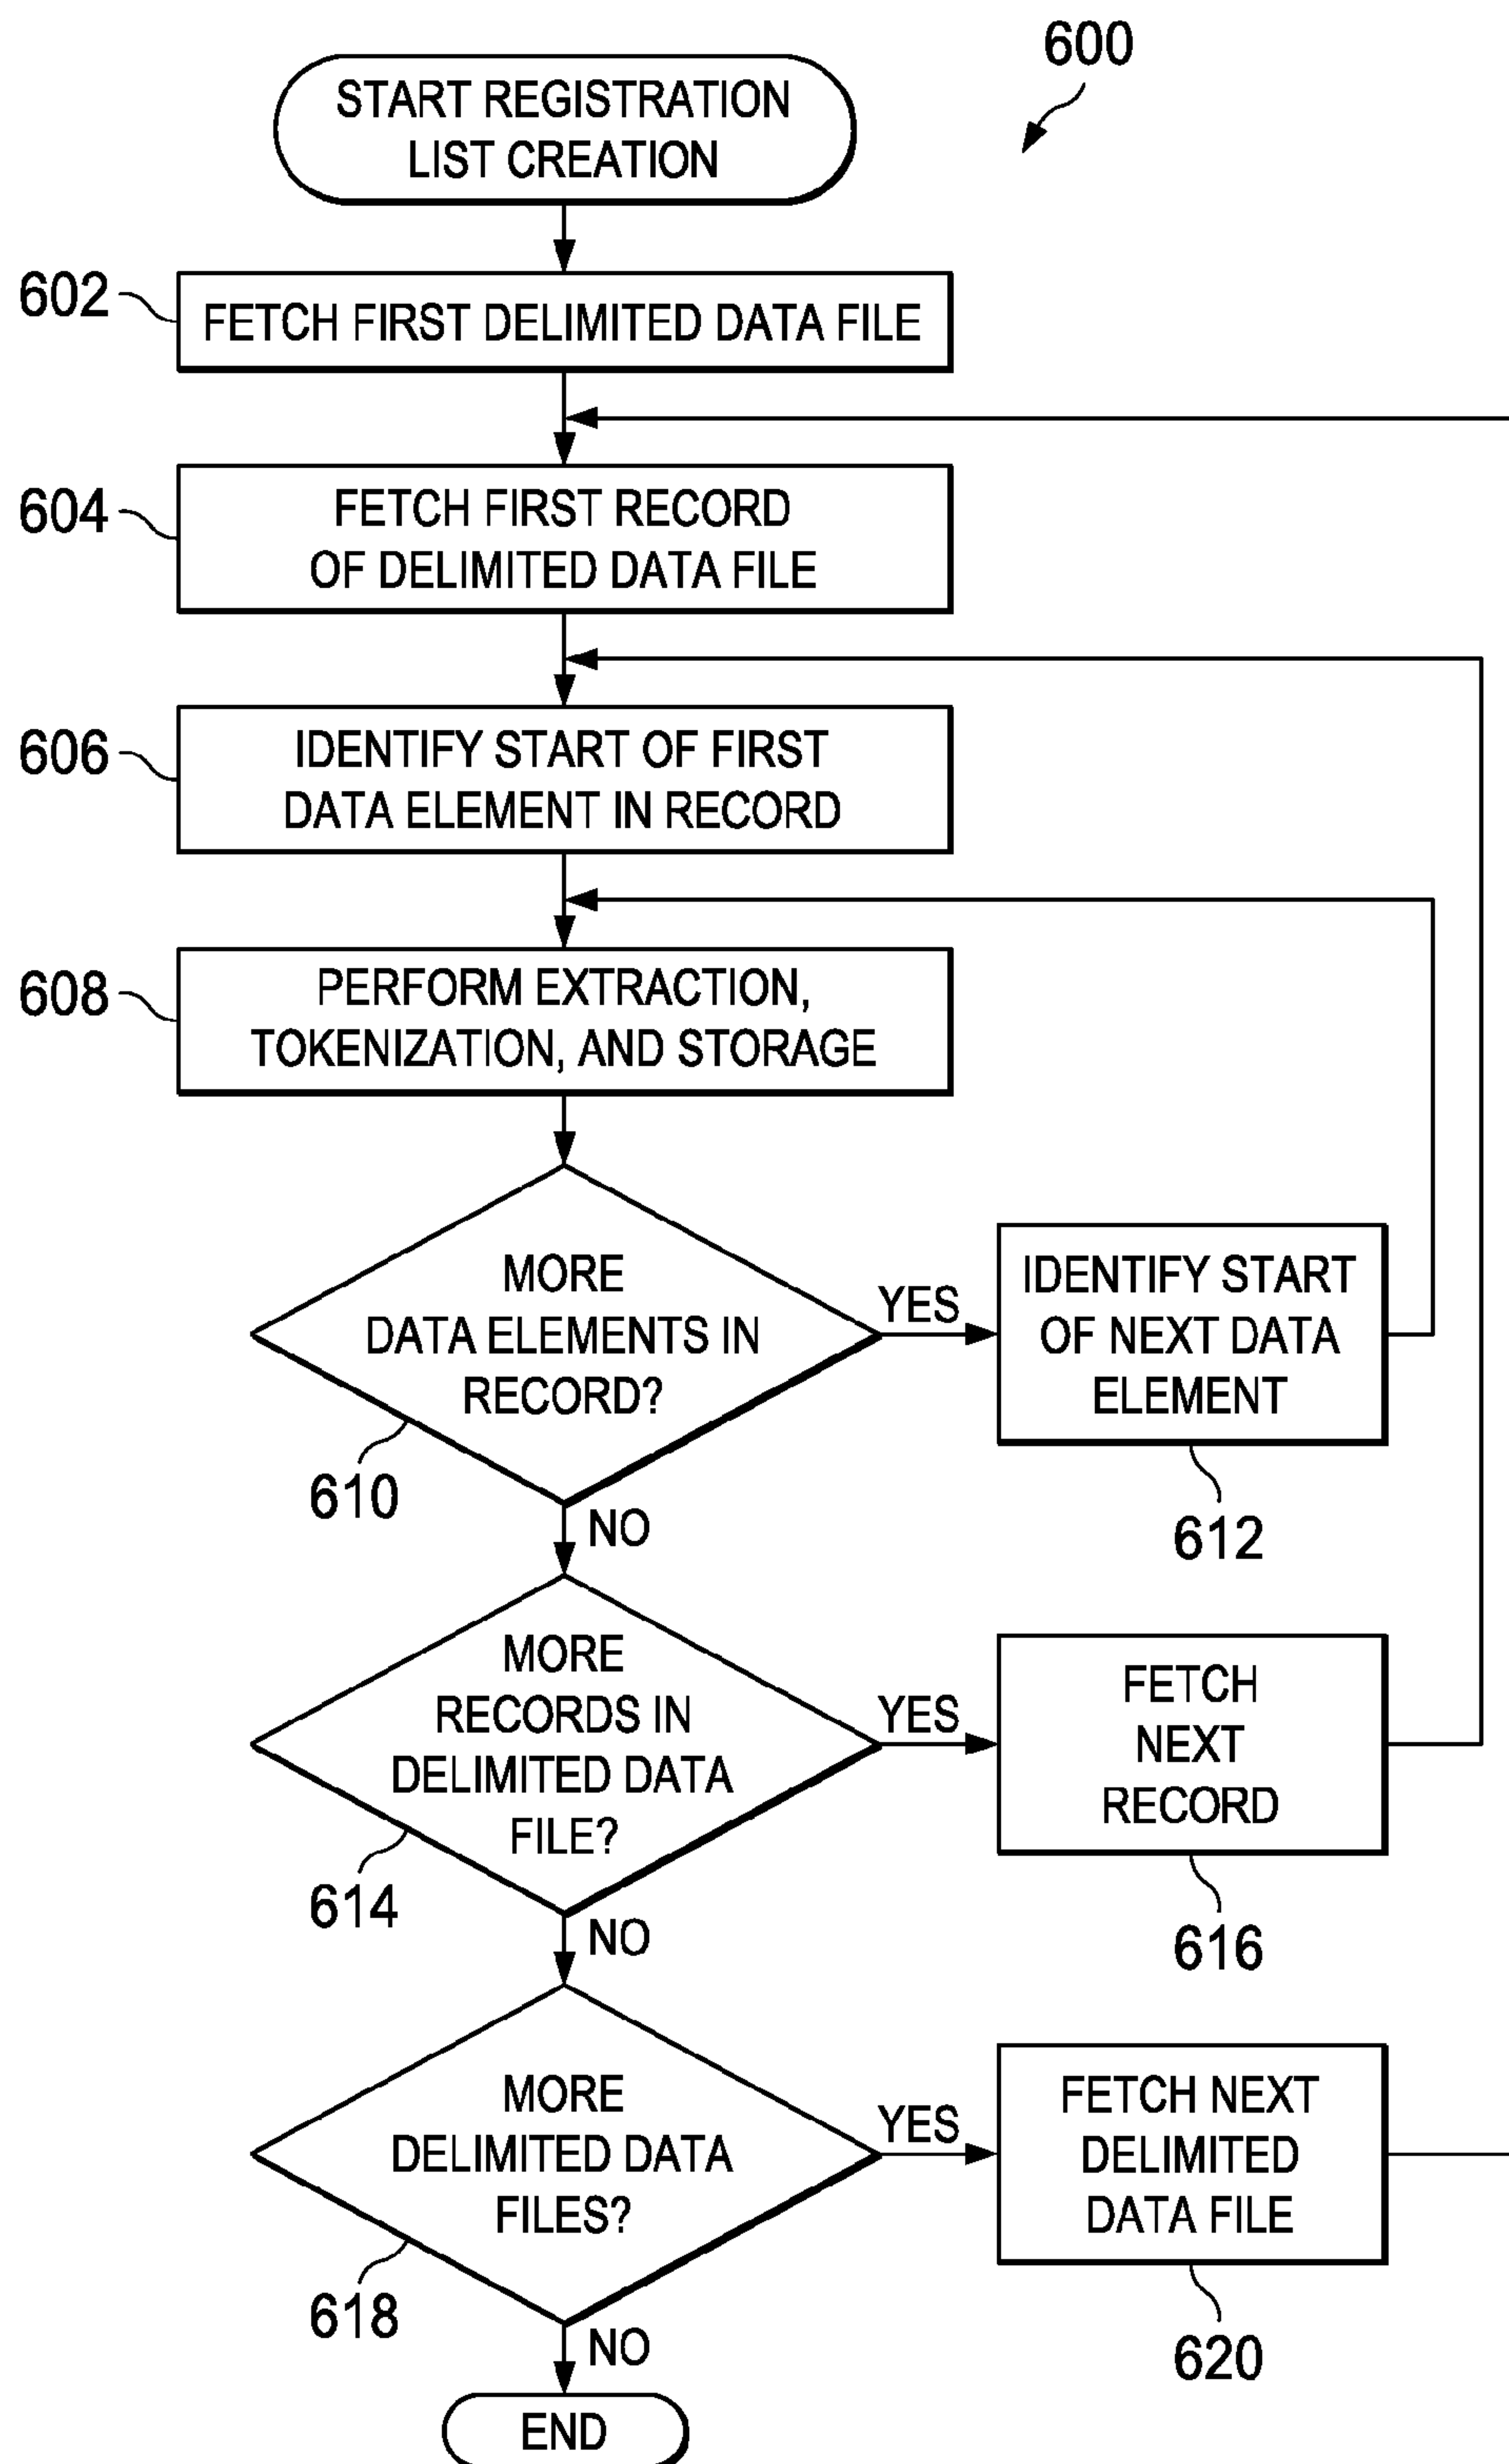 600
START REGISTRATION
LIST CREATION
602
FETCH FIRST DELIMITED DATA FILE
604
FETCH FIRST RECORD
OF DELIMITED DATA FILE
606
IDENTIFY START OF FIRST
DATA ELEMENT IN RECORD
608
PERFORM EXTRACTION,
TOKENIZATION, AND STORAGE
MORE
DATA ELEMENTS IN
RECORD?
610
YES
IDENTIFY START
OF NEXT DATA
ELEMENT
612
NO
MORE
RECORDS IN
DELIMITED DATA
FILE?
614
YES
FETCH
NEXT
RECORD
616
NO
MORE
DELIMITED DATA
FILES?
618
YES
FETCH NEXT
DELIMITED
DATA FILE
620
NO
END